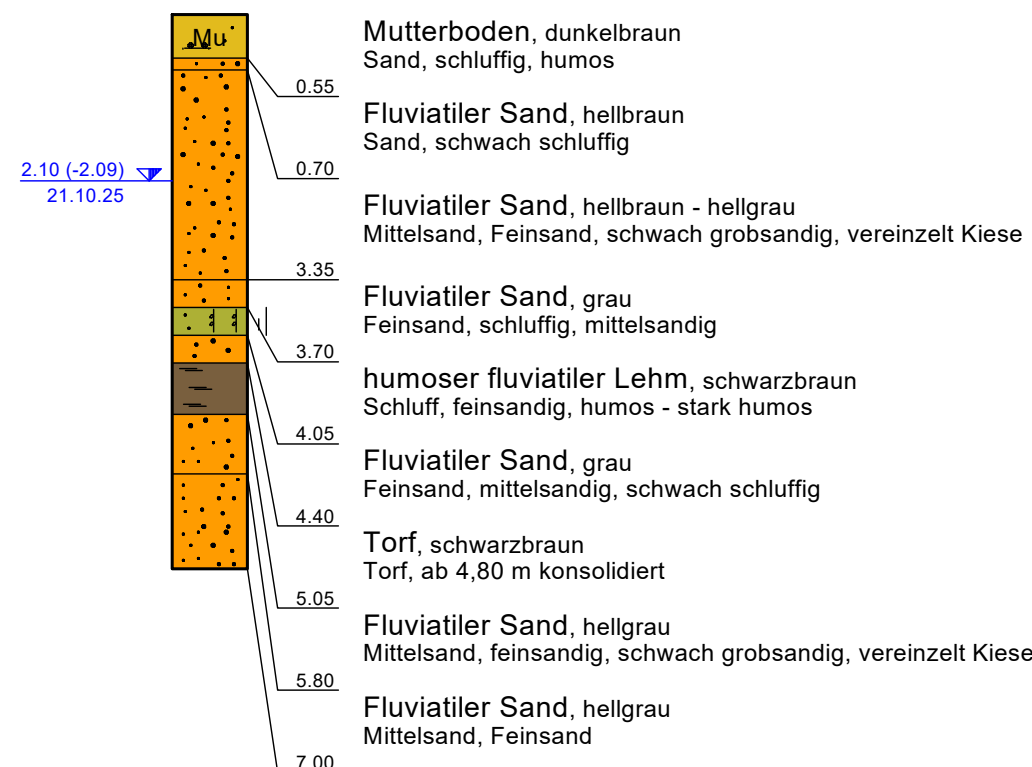 Mu
Mutterboden, dunkelbraun
Sand, schluffig, humos
0.55
Fluviatiler Sand, hellbraun
Sand, schwach schluffig
0.70
2.10 (-2.09)
21.10.25
Fluviatiler Sand, hellbraun - hellgrau
Mittelsand, Feinsand, schwach grobsandig, vereinzelt Kiese
3.35
Fluviatiler Sand, grau
Feinsand, schluffig, mittelsandig
3.70
humoser fluviatiler Lehm, schwarzbraun
Schluff, feinsandig, humos - stark humos
4.05
Fluviatiler Sand, grau
Feinsand, mittelsandig, schwach schluffig
4.40
Torf, schwarzbraun
Torf, ab 4,80 m konsolidiert
5.05
Fluviatiler Sand, hellgrau
Mittelsand, feinsandig, schwach grobsandig, vereinzelt Kiese
5.80
Fluviatiler Sand, hellgrau
Mittelsand, Feinsand
7.00